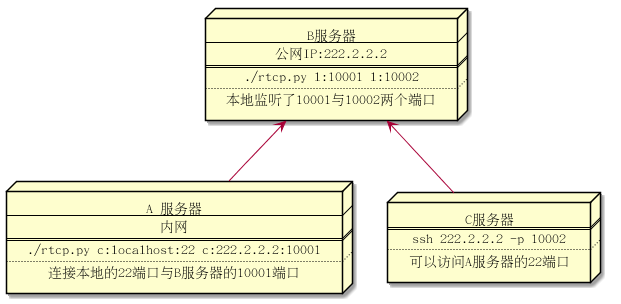 B服务器
公网IP:222.2.2.2
./rtcp.py l:10001 l:10002
本地监听了10001与10002两个端口
A 服务器
内网
./rtcp.py c:localhost:22 c:222.2.2.2:10001
连接本地的22端口与B服务器的10001端口
C服务器
ssh 222.2.2.2 -p 10002
可以访问A服务器的22端口